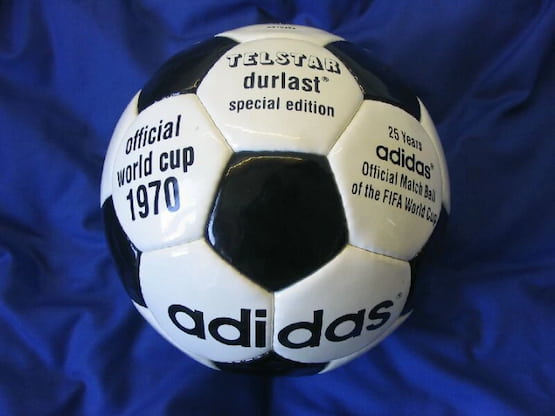 TELSTAR
durlast®
special edition
official
world cup
1970
25 Years
adidas®
Official Match Ball
of the FIFA World Cup
adidas®